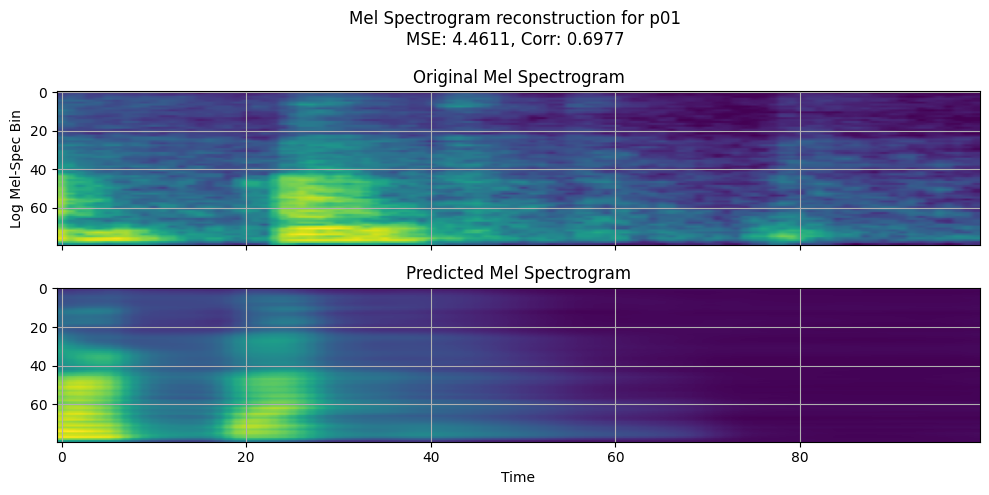 Mel Spectrogram reconstruction for p01
MSE: 4.4611, Corr: 0.6977
Original Mel Spectrogram
0
20
40
60
Log Mel-Spec Bin
Predicted Mel Spectrogram
0
20
40
60
0 20 40 60 80
Time